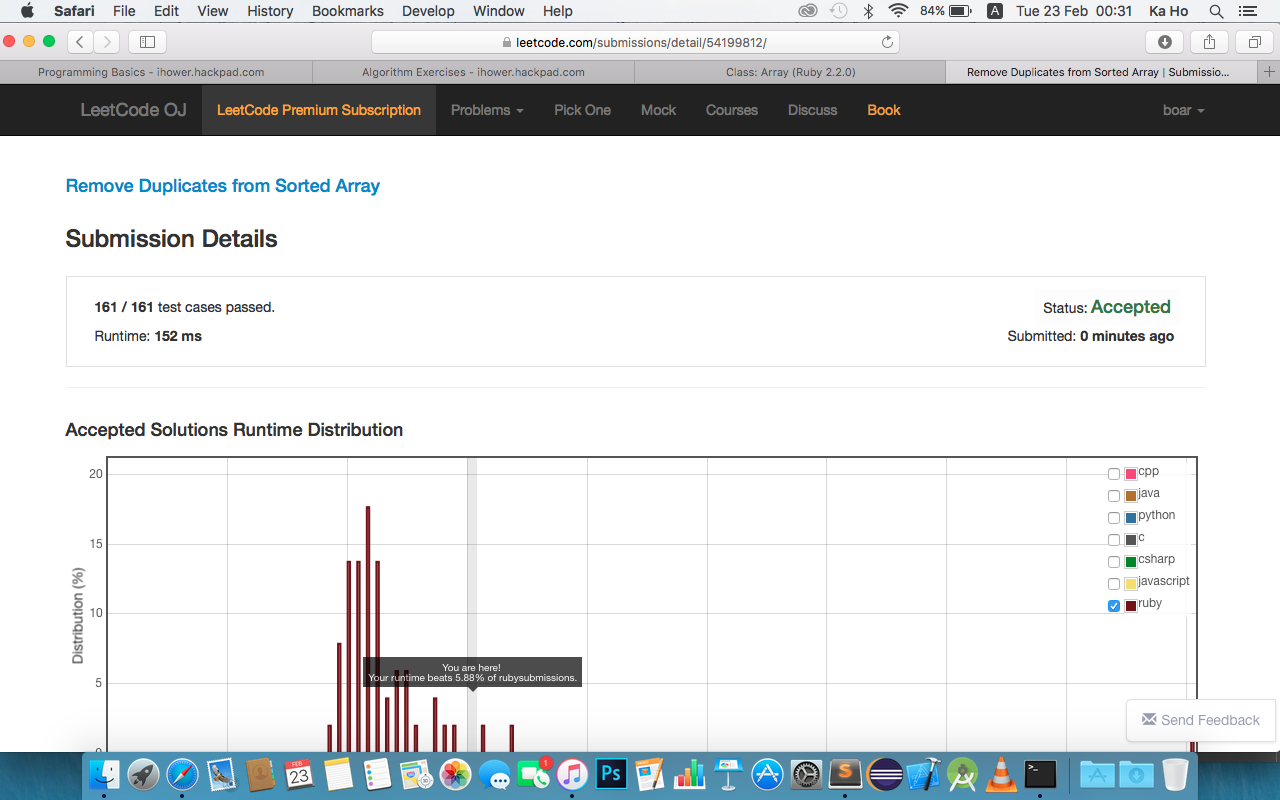 Safari File Edit View History Bookmarks Develop Window Help 84% A Tue 23 Feb 00:31 Ka Ho
leetcode.com/submissions/detail/54199812/
Programming Basics - ihower.hackpad.com Algorithm Exercises - ihower.hackpad.com Class: Array (Ruby 2.2.0) Remove Duplicates from Sorted Array | Submissio...
LeetCode OJ LeetCode Premium Subscription Problems Pick One Mock Courses Discuss Book boar
Remove Duplicates from Sorted Array
Submission Details
161 / 161 test cases passed. Status: Accepted
Runtime: 152 ms Submitted: 0 minutes ago
Accepted Solutions Runtime Distribution
Distribution (%)
20
15
10
5
0
cpp
java
python
c
csharp
javascript
ruby
You are here!
Your runtime beats 5.88% of rubysubmissions.
Send Feedback
FEB
23
1
Ps
S
>_